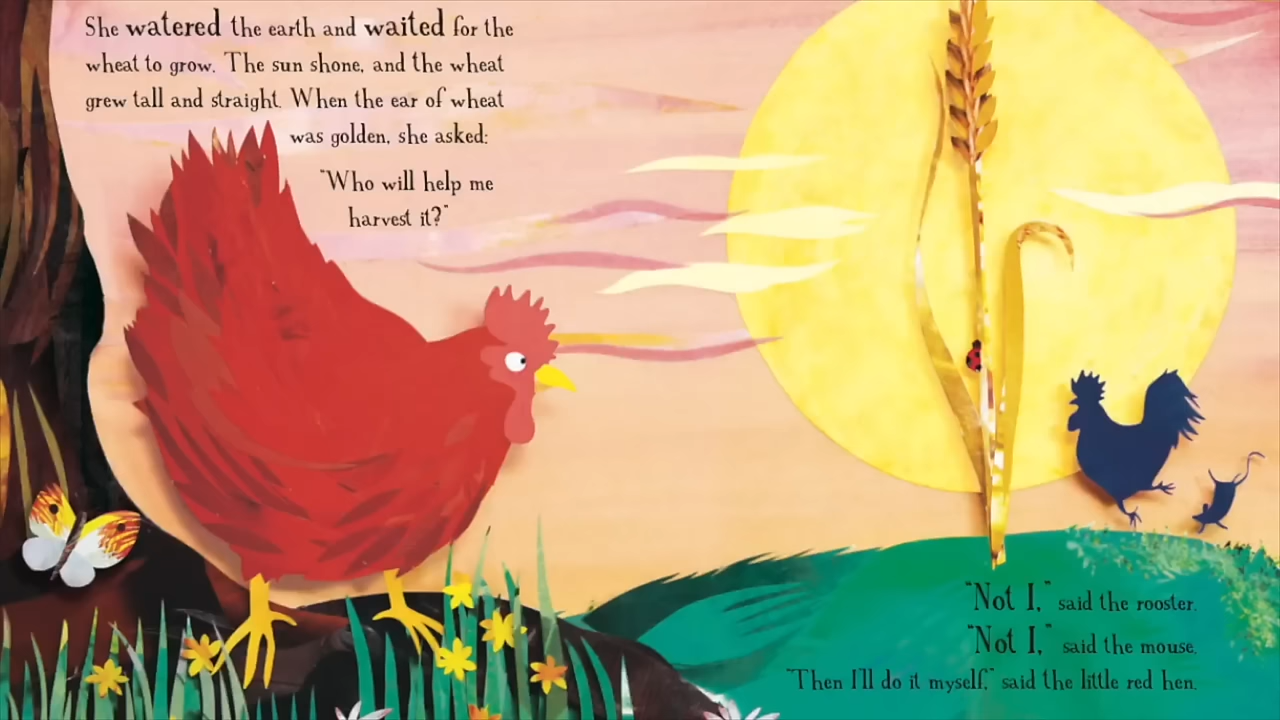 She watered the earth and waited for the
wheat to grow. The sun shone, and the wheat
grew tall and straight. When the ear of wheat
was golden, she asked:
"Who will help me
harvest it?"
"Not I," said the rooster.
"Not I," said the mouse.
"Then I'll do it myself," said the little red hen.